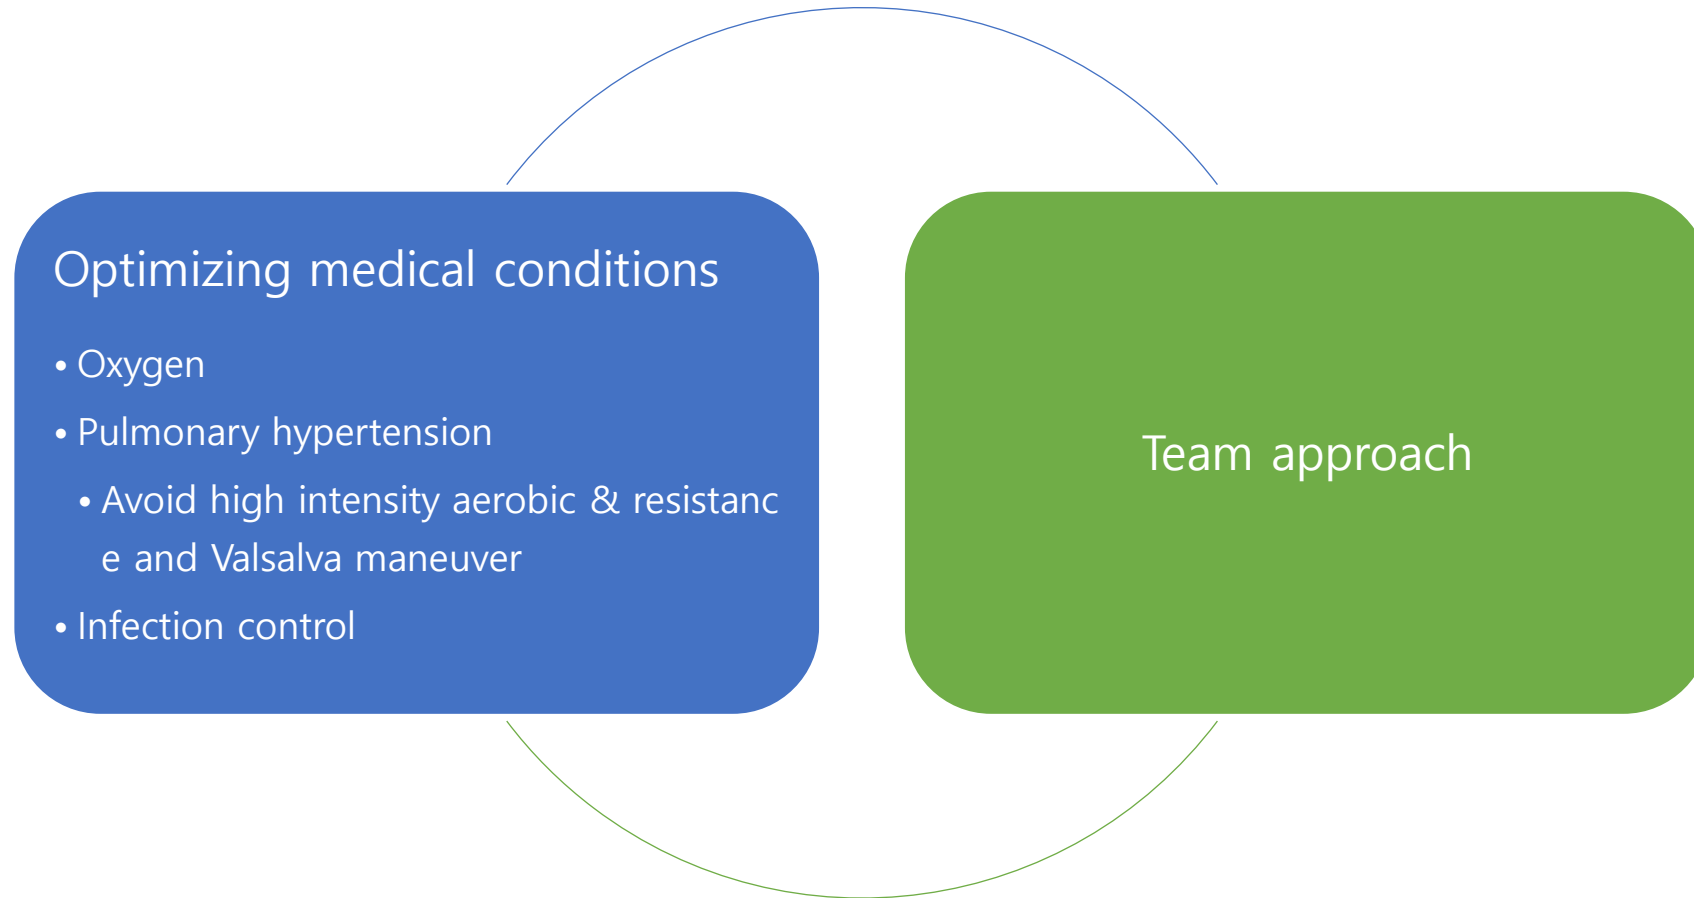 Optimizing medical conditions
• Oxygen
• Pulmonary hypertension
• Avoid high intensity aerobic & resistanc
e and Valsalva maneuver
• Infection control
Team approach